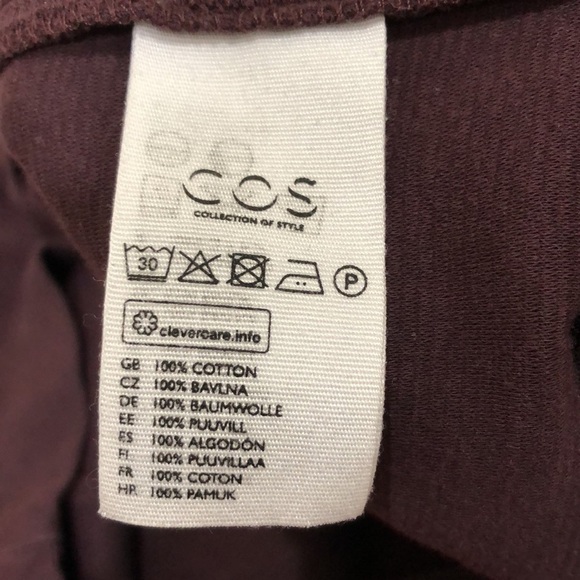 COS
COLLECTION OF STYLE
30 P
clevercare.info
GB 100% COTTON
CZ 100% BAVLNA
DE 100% BAUMWOLLE
EE 100% PUUVILL
ES 100% ALGODÓN
FI 100% PUUVILLAA
FR 100% COTON
HR 100% PAMUK